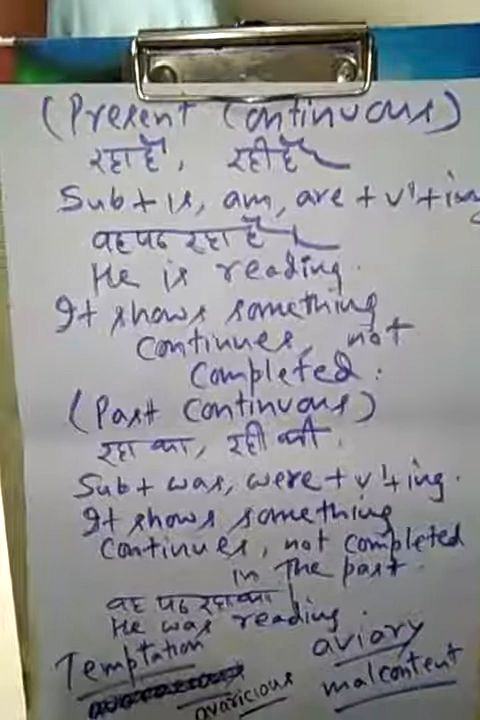 (Present Continuous)
रहा है, रही है
Sub + is, am, are + v¹ + ing
वह पढ़ रहा है ।
He is reading.
It shows something
continues, not
completed.
(Past Continuous)
रहा था, रही थी.
Sub + was, were + v¹ + ing.
It shows something
continues, not completed
in the past.
वह पढ़ रहा था |
He was reading.
Temptation
aviary
avaricious
malcontent